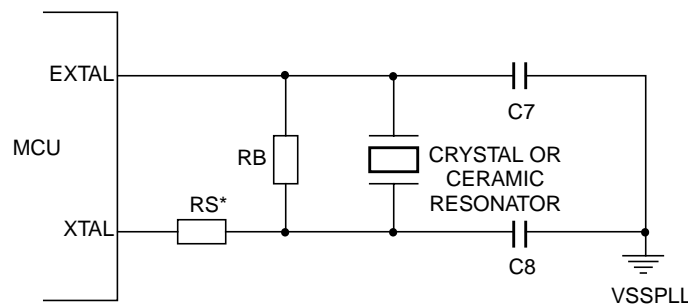 EXTAL
C7
MCU
RB
CRYSTAL OR
CERAMIC
RESONATOR
RS*
XTAL
C8
VSSPLL